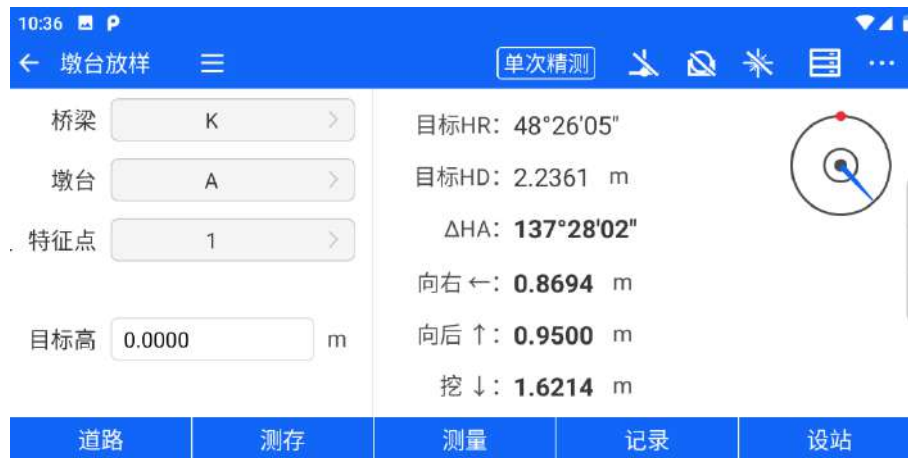 10:36
墩台放样
单次精测
桥梁 K
墩台 A
特征点 1
目标高 0.0000 m
目标HR: 48°26'05"
目标HD: 2.2361 m
ΔHA: 137°28'02"
向右←: 0.8694 m
向后↑: 0.9500 m
挖↓: 1.6214 m
道路 测存 测量 记录 设站